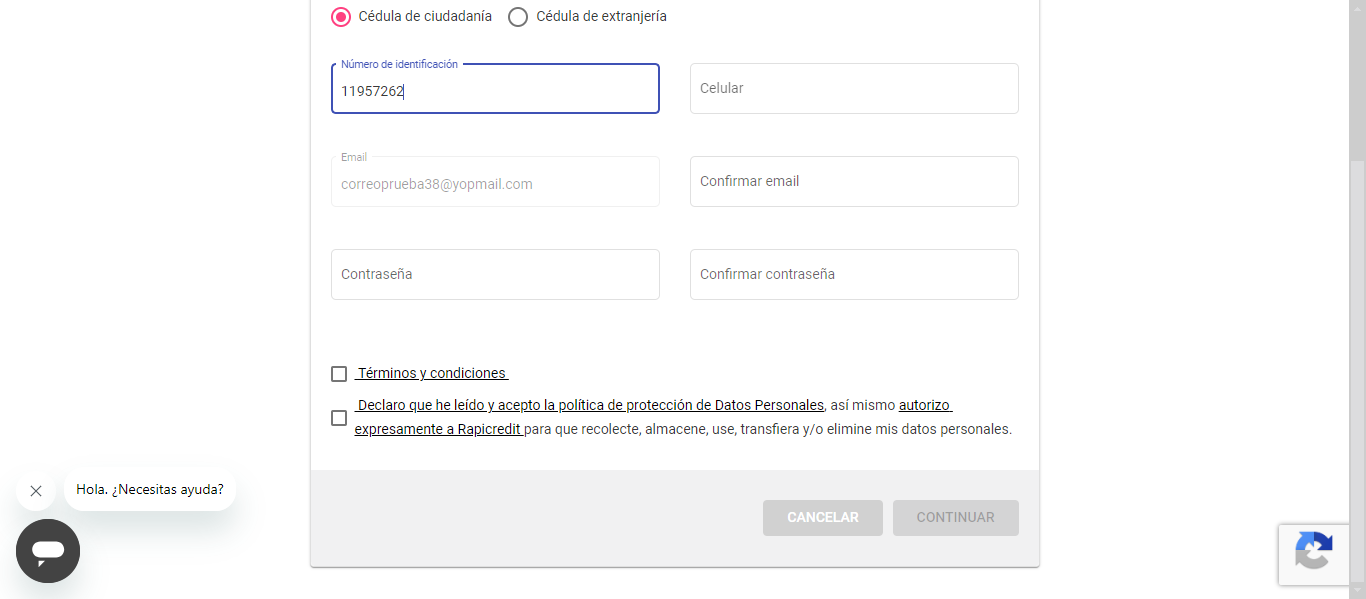 Cédula de ciudadanía Cédula de extranjería
Número de identificación
11957262
Celular
Email
correoprueba38@yopmail.com
Confirmar email
Contraseña
Confirmar contraseña
Términos y condiciones
Declaro que he leído y acepto la política de protección de Datos Personales, así mismo autorizo
expresamente a Rapicredit para que recolecte, almacene, use, transfiera y/o elimine mis datos personales.
Hola. ¿Necesitas ayuda?
CANCELAR CONTINUAR